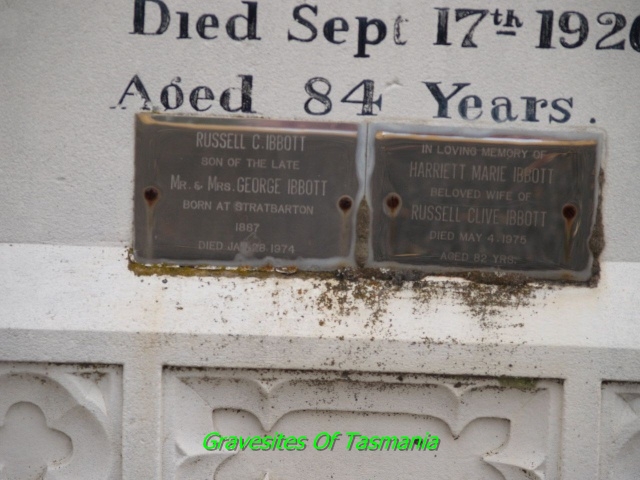 Died Sept 17th 1920
Aged 84 Years.
RUSSELL C. IBBOTT
SON OF THE LATE
MR. & MRS. GEORGE IBBOTT
BORN AT STRATBARTON
1887
DIED JAN 28 1974
IN LOVING MEMORY OF
HARRIETT MARIE IBBOTT
BELOVED WIFE OF
RUSSELL CLIVE IBBOTT
DIED MAY 4. 1975
AGED 82 YRS.
Gravesites Of Tasmania